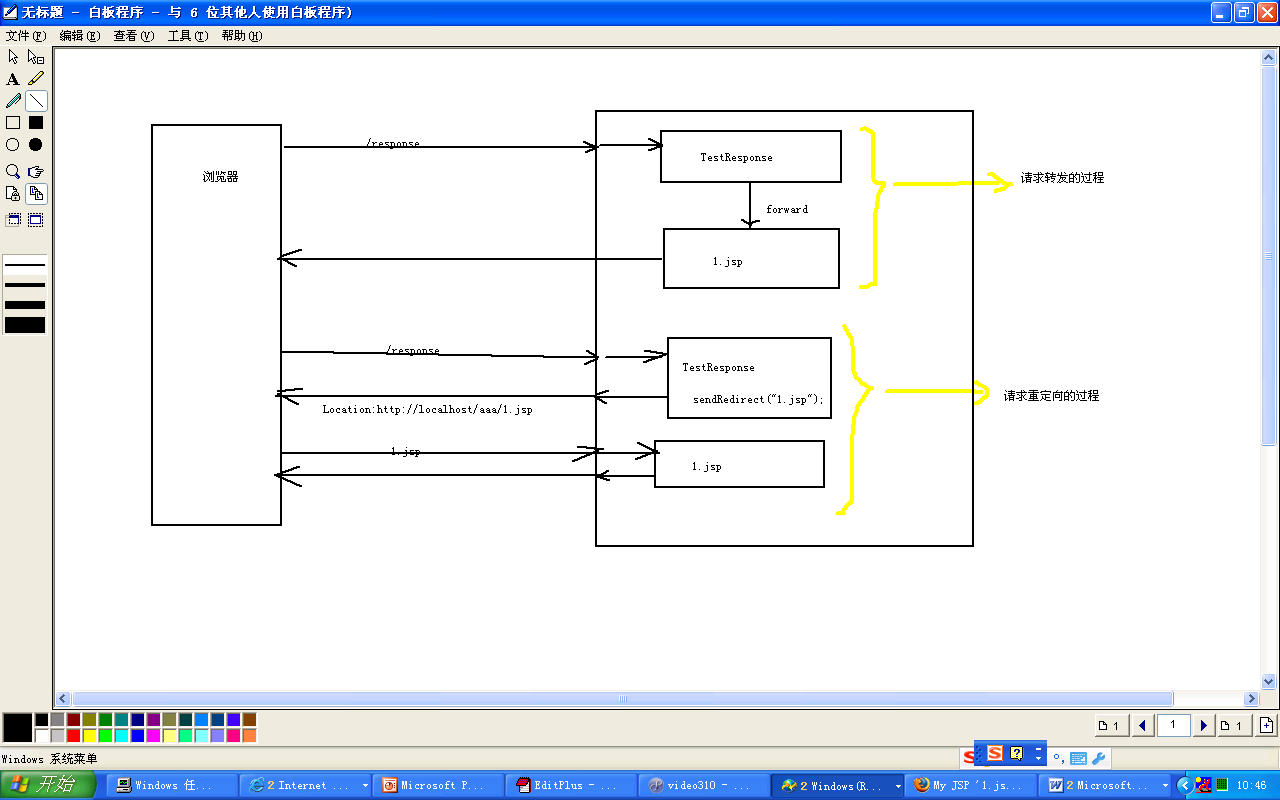 无标题 - 白板程序 - 与 6 位其他人使用白板程序)
文件(F) 编辑(E) 查看(V) 工具(T) 帮助(H)
A
浏览器
/response
TestResponse
forward
1.jsp
请求转发的过程
/response
TestResponse
sendRedirect("1.jsp");
Location:http://localhost/aaa/1.jsp
请求重定向的过程
1.jsp
1.jsp
1
1
1
Windows 系统菜单
开始
Windows 任...
2 Internet ...
Microsoft P...
EditPlus - ...
video310 - ...
2 Windows(R...
My JSP '1.js...
2 Microsoft...
10:46